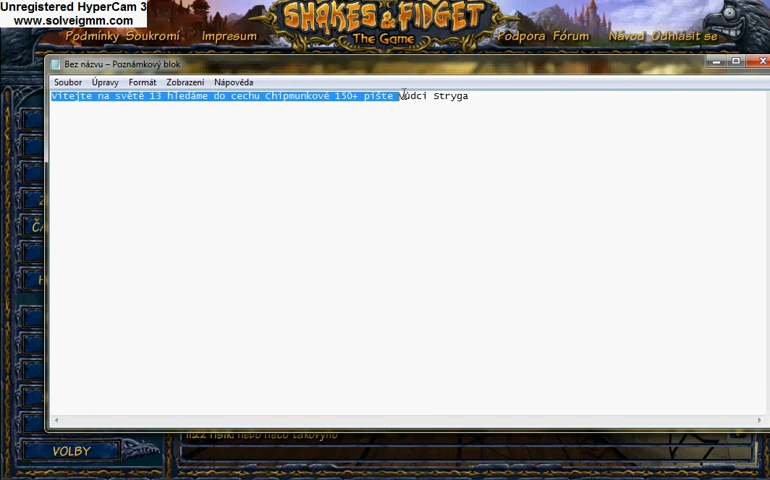 Unregistered HyperCam 3
www.solveigmm.com
SHAKES & FIDGET
The Game
Podmínky Soukromí Impresum Podpora Fórum Návod Odhlásit se
Bez názvu – Poznámkový blok
Soubor Úpravy Formát Zobrazení Nápověda
Vítejte na světě 13 hledáme do cechu Chipmunkové 150+ pište Vůdci Stryga
nebo něco takovýho
VOLBY